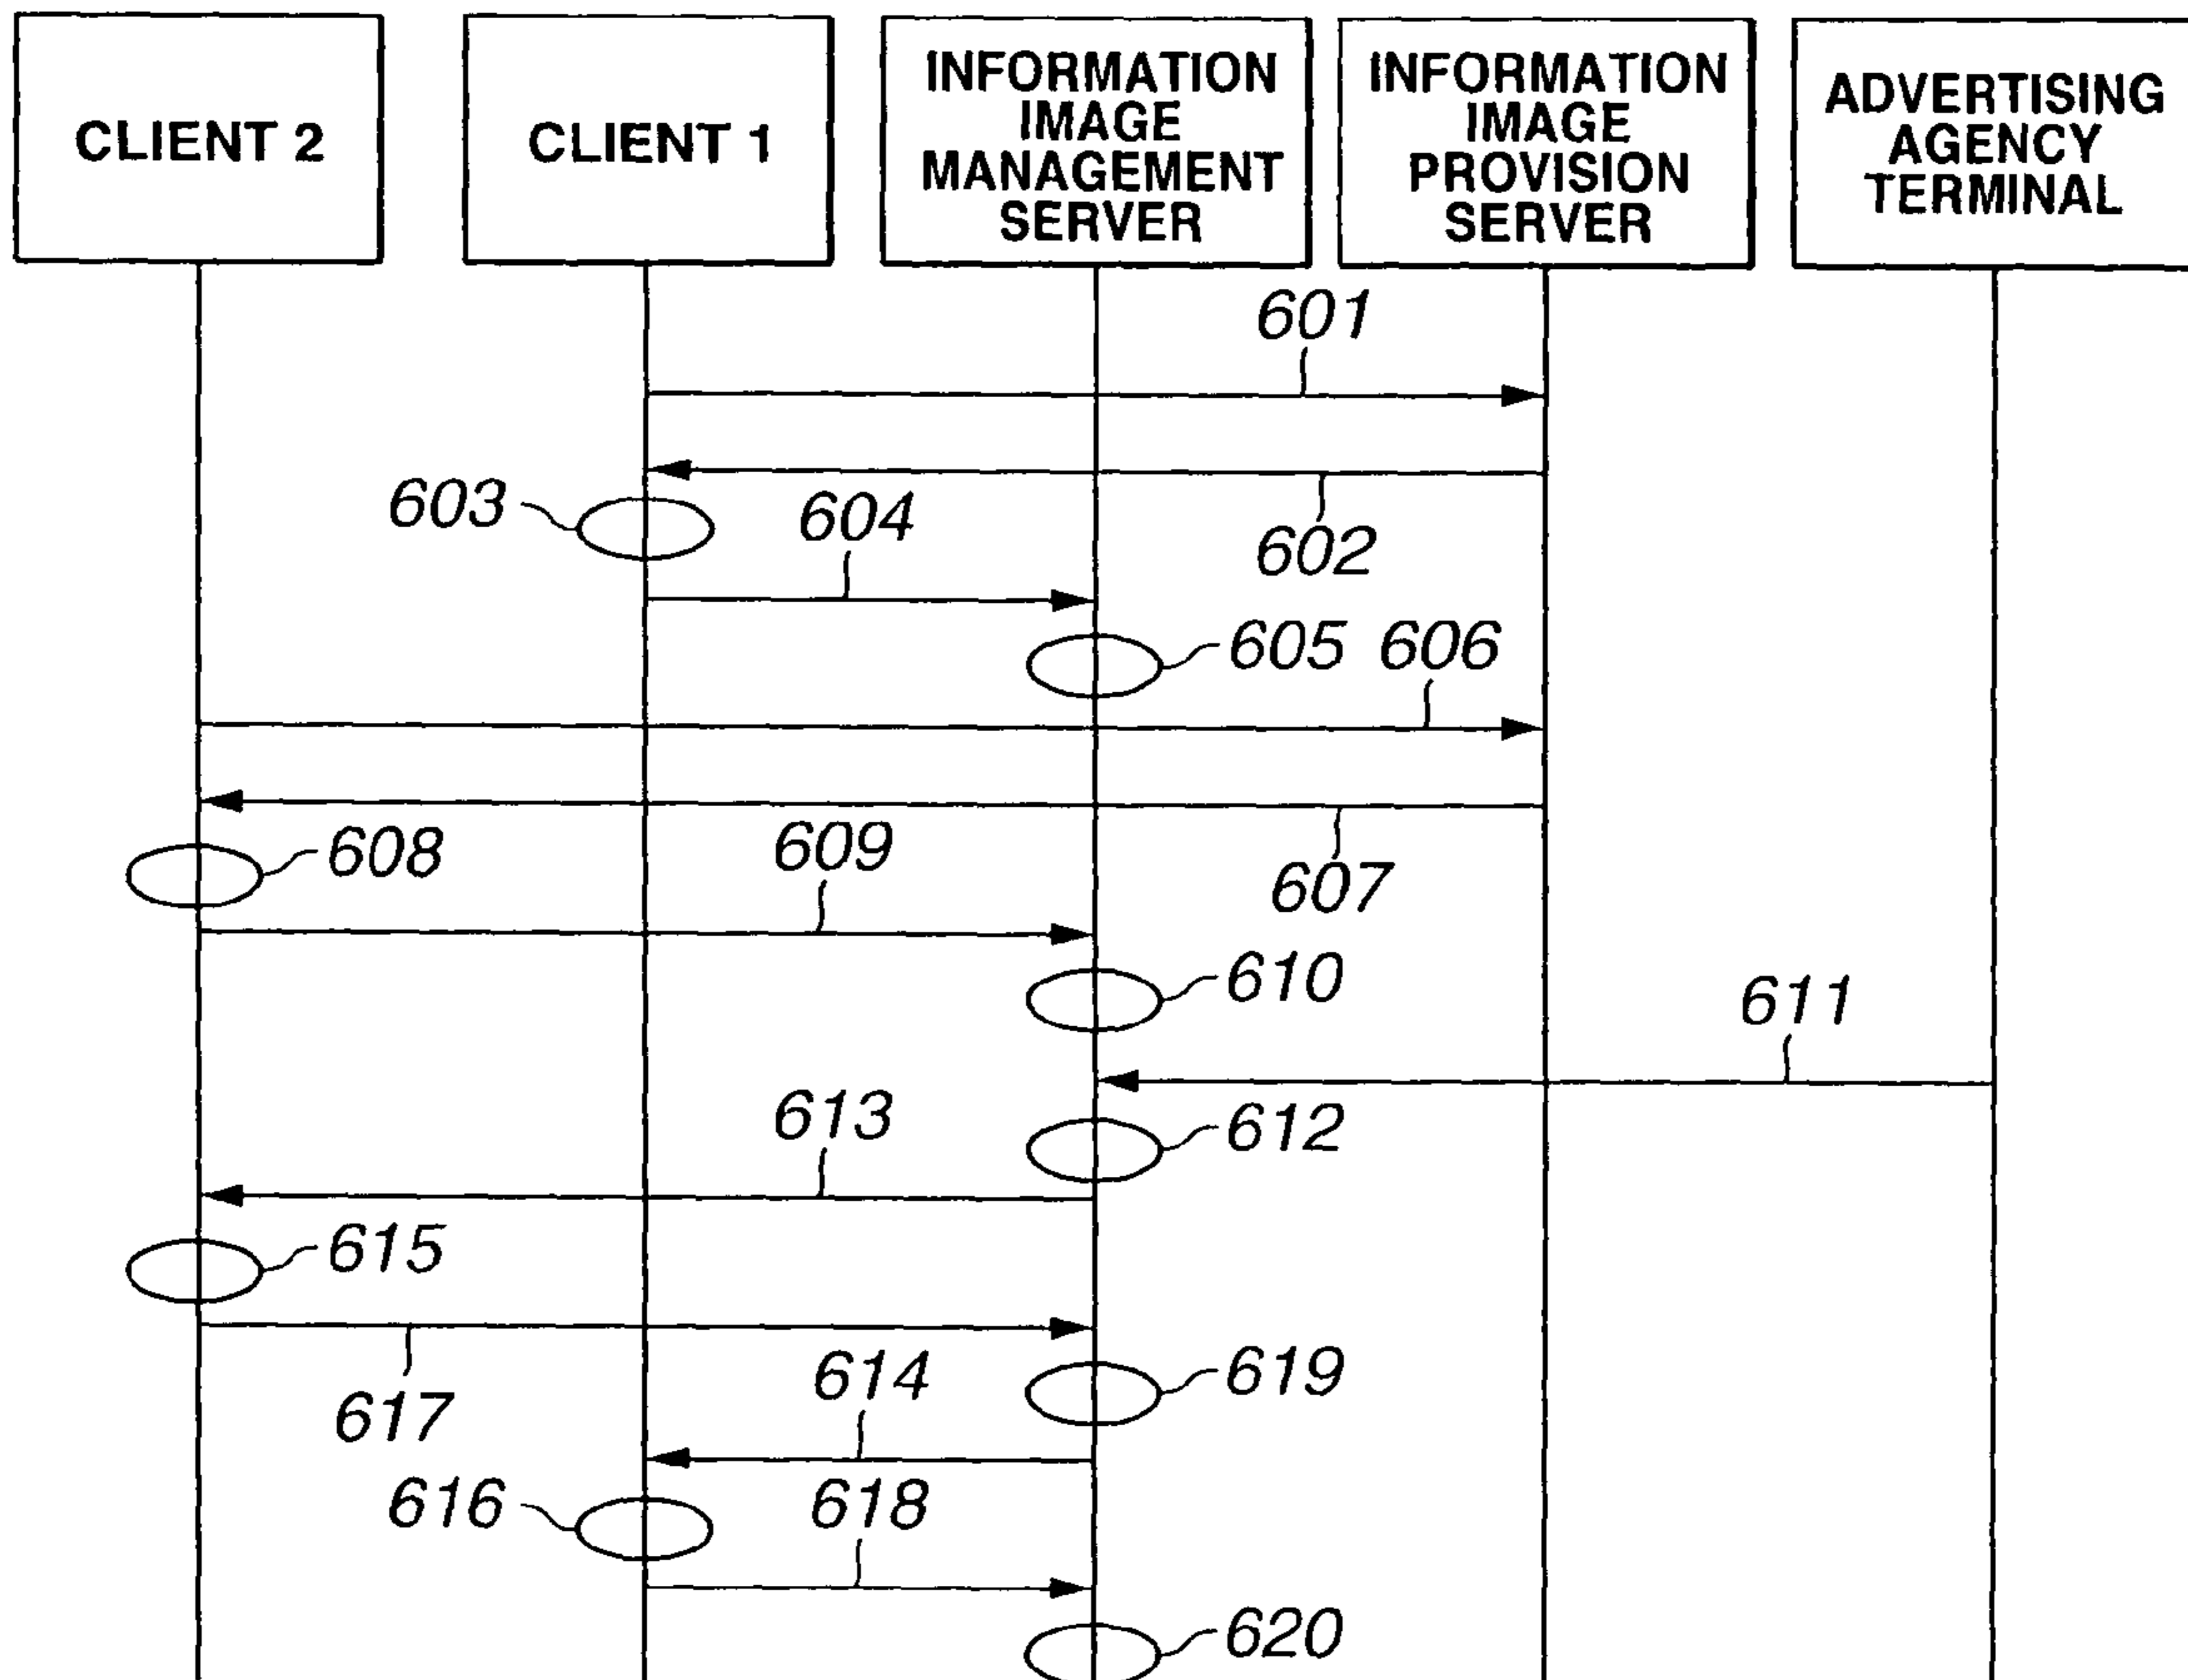 CLIENT 2
CLIENT 1
INFORMATION
IMAGE
MANAGEMENT
SERVER
INFORMATION
IMAGE
PROVISION
SERVER
ADVERTISING
AGENCY
TERMINAL
601
602
603
604
605
606
607
608
609
610
611
612
613
615
617
614
619
616
618
620